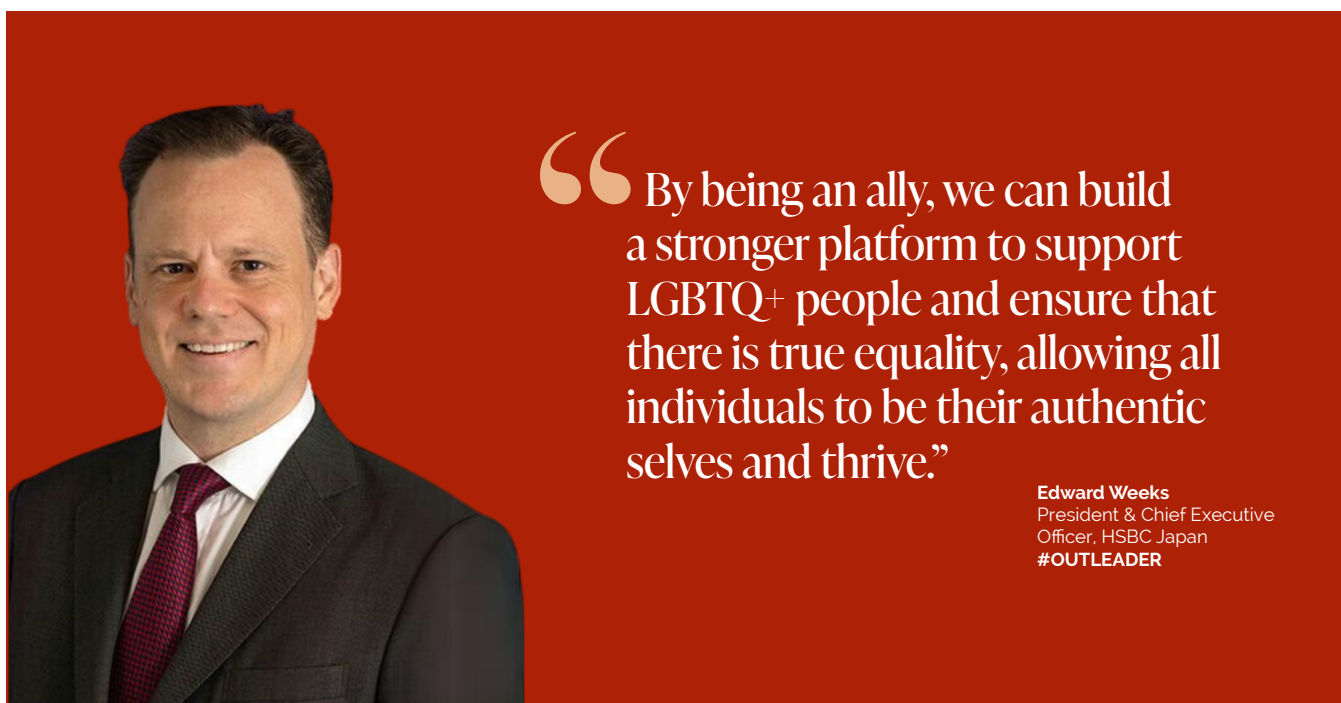 “ By being an ally, we can build
a stronger platform to support
LGBTQ+ people and ensure that
there is true equality, allowing all
individuals to be their authentic
selves and thrive.”
Edward Weeks
President & Chief Executive
Officer, HSBC Japan
#OUTLEADER